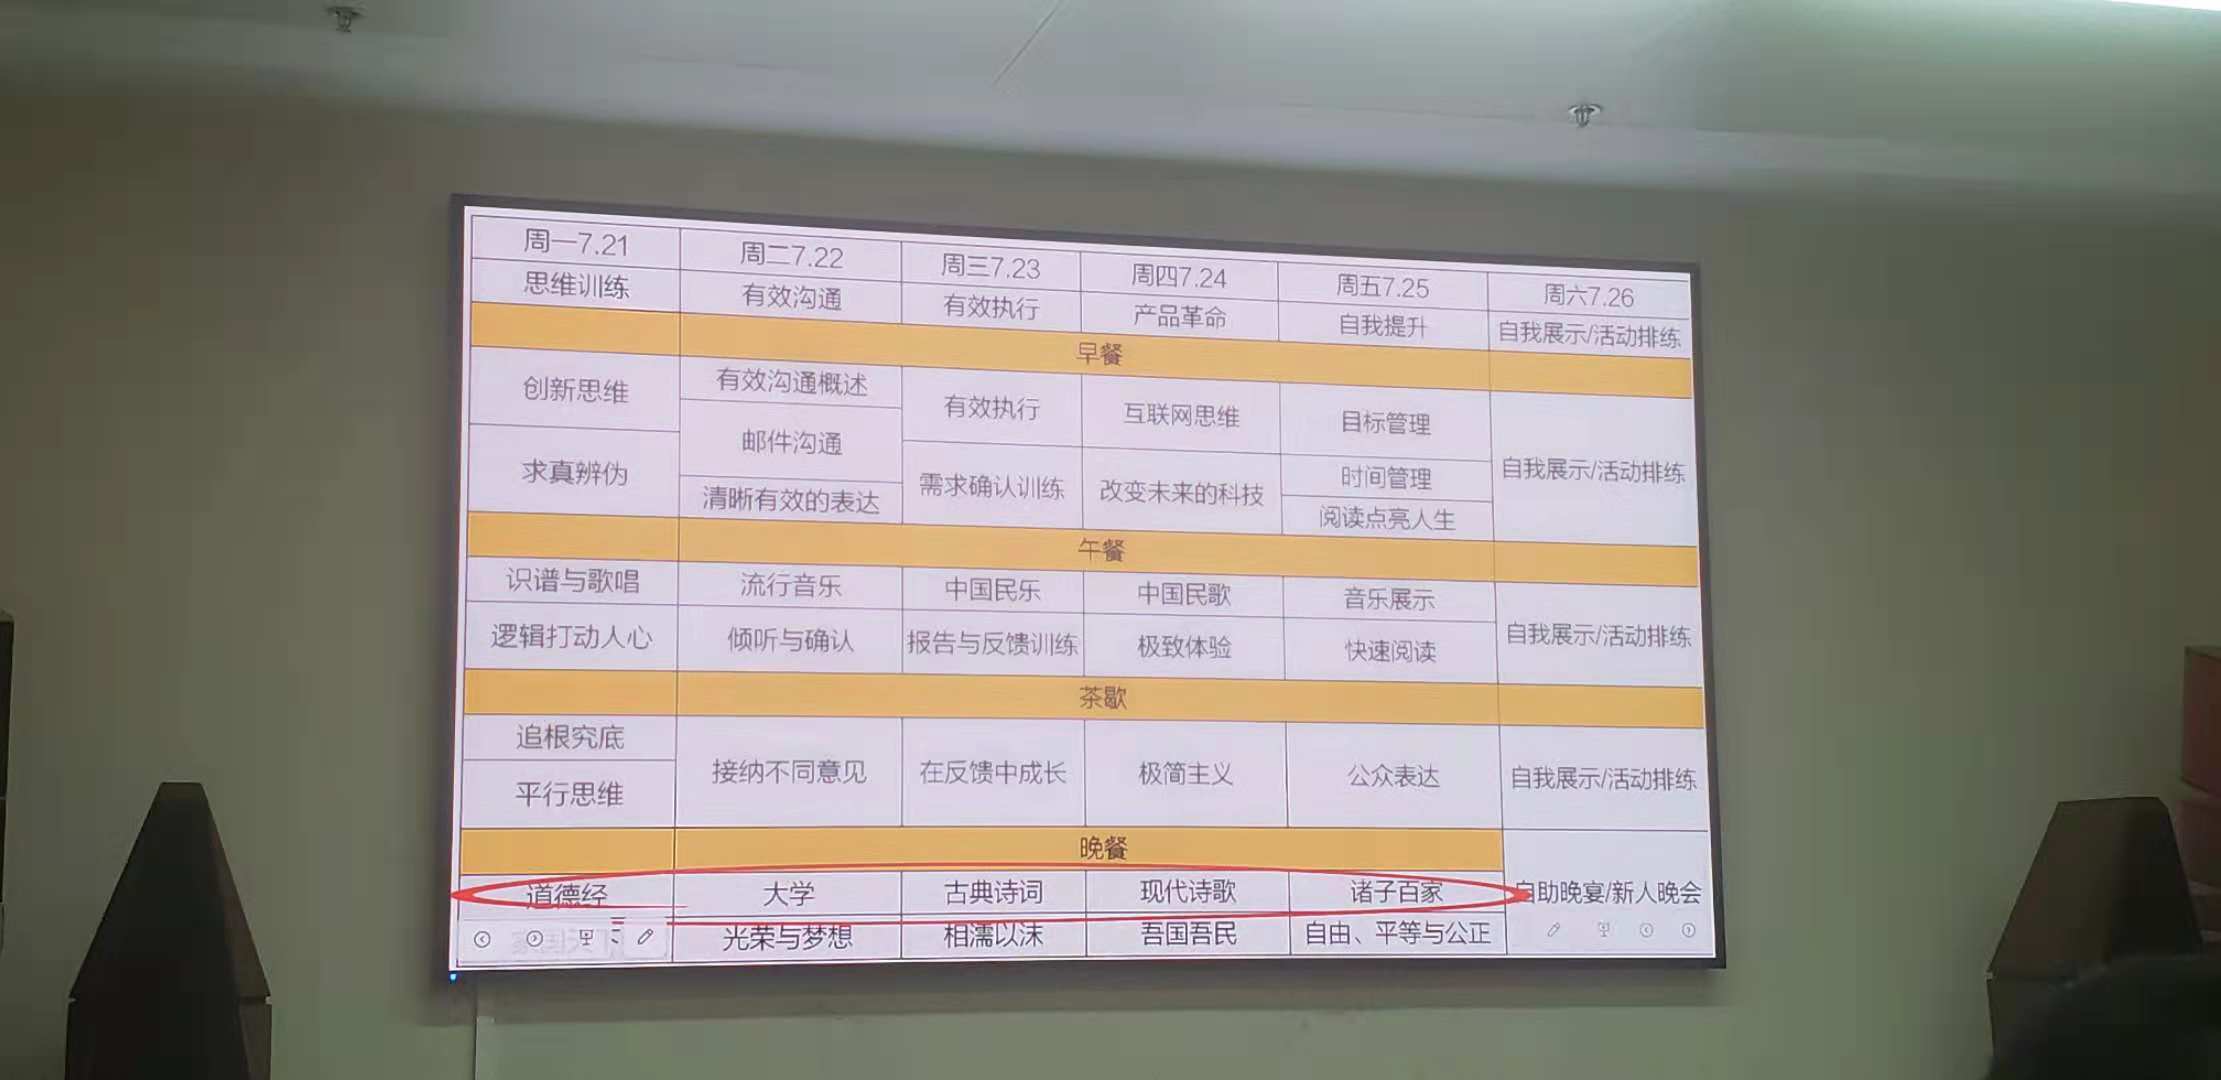 周一7.21 周二7.22 周三7.23 周四7.24 周五7.25 周六7.26
思维训练 有效沟通 有效执行 产品革命 自我提升 自我展示/活动排练
早餐
创新思维 有效沟通概述 有效执行 互联网思维 目标管理 自我展示/活动排练
邮件沟通
求真辨伪 清晰有效的表达 需求确认训练 改变未来的科技 时间管理
阅读点亮人生
午餐
识谱与歌唱 流行音乐 中国民乐 中国民歌 音乐展示 自我展示/活动排练
逻辑打动人心 倾听与确认 报告与反馈训练 极致体验 快速阅读
茶歇
追根究底 接纳不同意见 在反馈中成长 极简主义 公众表达 自我展示/活动排练
平行思维
晚餐
道德经 大学 古典诗词 现代诗歌 诸子百家 自助晚宴/新人晚会
光荣与梦想 相濡以沫 吾国吾民 自由、平等与公正